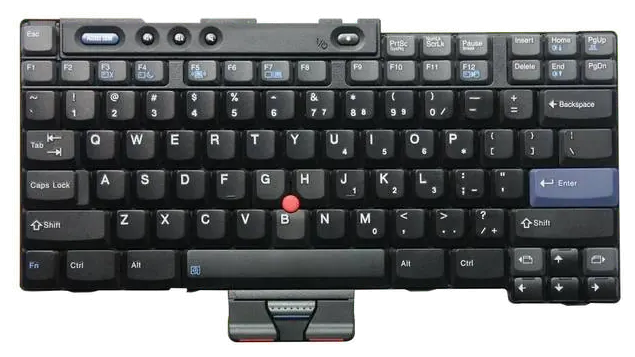 Esc PrtSc SysRq NumLk ScrLk Pause Insert Home PgUp
F1 F2 F3 F4 F5 F6 F7 F8 F9 F10 F11 F12 Delete End PgDn
~ ` ! 1 @ 2 # 3 $ 4 % 5 ^ 6 & 7 7 * 8 8 ( 9 9 ) 0 / — - + = Backspace
Tab Q W E R T Y U 4 I 5 O 6 P * { [ } ] | \
Caps Lock A S D F _ G H J 1 K 2 L 3 : ; - " ' Enter
Shift Z X C V B N M 0 < , > . ? / + Shift
Fn Ctrl Alt Alt Ctrl